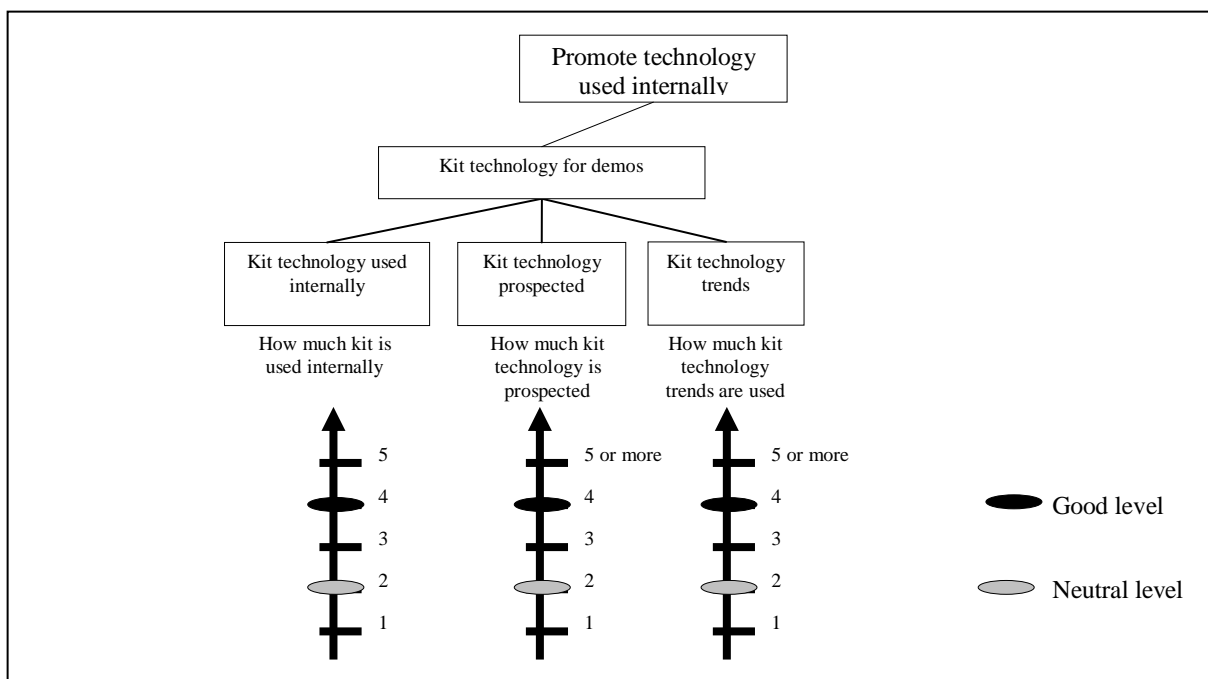 Promote technology
used internally
Kit technology for demos
Kit technology used
internally
Kit technology
prospected
Kit technology
trends
How much kit is
used internally
How much kit
technology is
prospected
How much kit
technology
trends are used
5
4
3
2
1
5 or more
4
3
2
1
5 or more
4
3
2
1
Good level
Neutral level